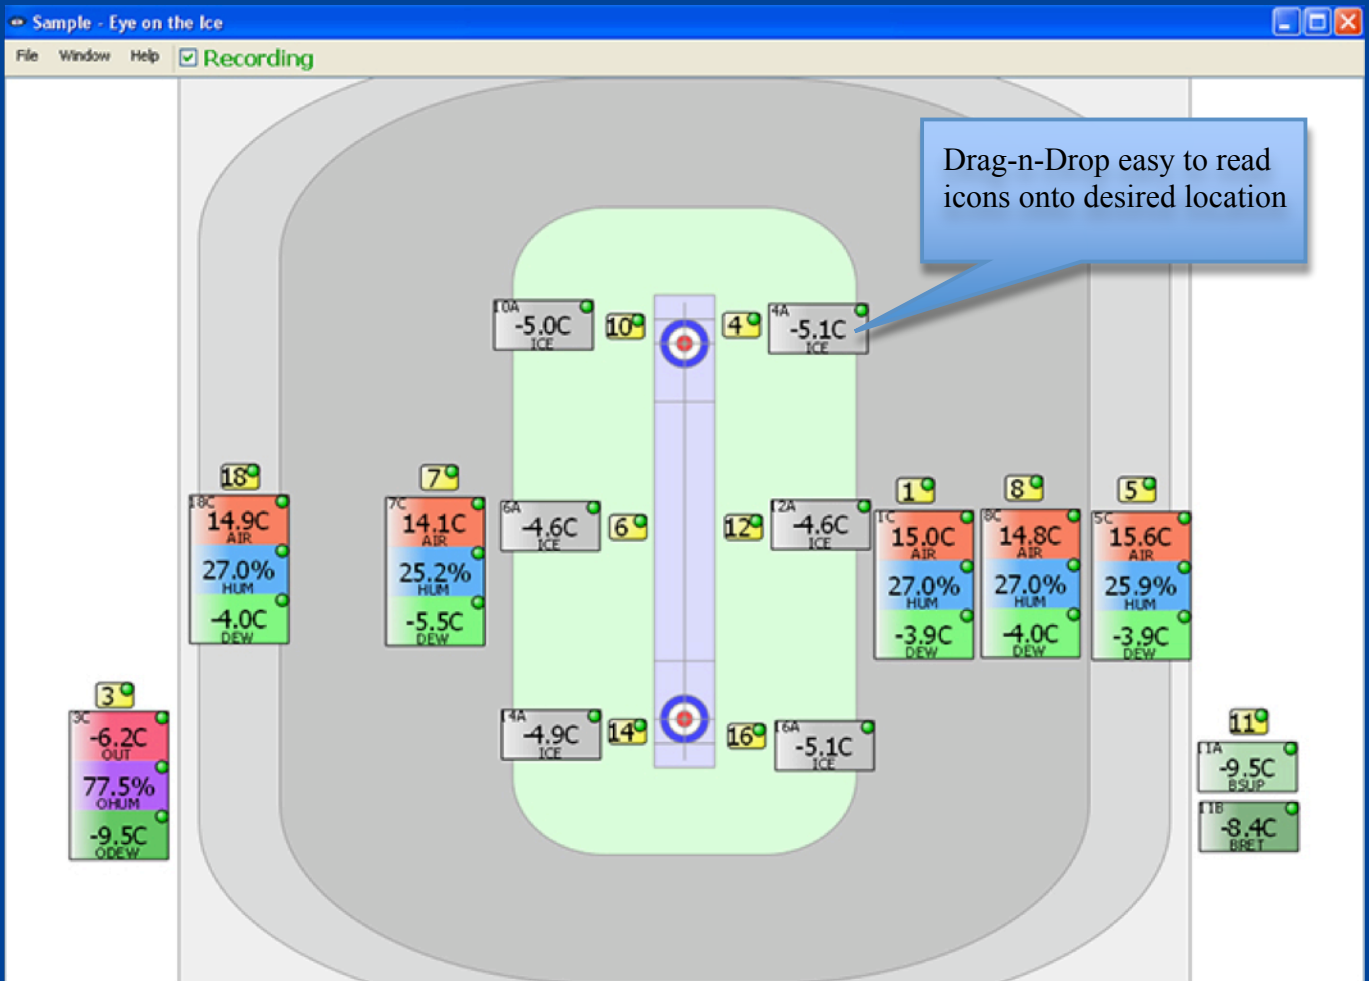 Sample - Eye on the Ice
File Window Help Recording
Drag-n-Drop easy to read
icons onto desired location
10A
-5.0C
ICE
10
4
4A
-5.1C
ICE
18
18C
14.9C
AIR
27.0%
HUM
-4.0C
DEW
7
7C
14.1C
AIR
25.2%
HUM
-5.5C
DEW
6A
-4.6C
ICE
6
12
12A
-4.6C
ICE
1
1C
15.0C
AIR
27.0%
HUM
-3.9C
DEW
8
8C
14.8C
AIR
27.0%
HUM
-4.0C
DEW
5
5C
15.6C
AIR
25.9%
HUM
-3.9C
DEW
3
3C
-6.2C
OUT
77.5%
OHUM
-9.5C
ODEW
14A
-4.9C
ICE
14
16
16A
-5.1C
ICE
11
11A
-9.5C
BSUP
11B
-8.4C
BRET